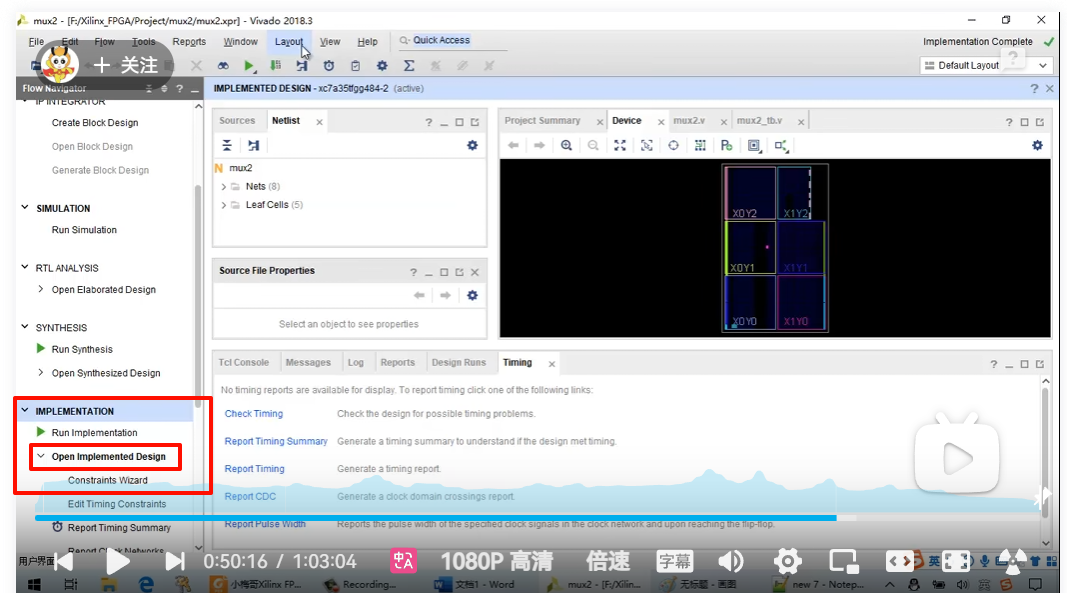 mux2 - [F:/Xilinx_FPGA/Project/mux2/mux2.xpr] - Vivado 2018.3
File Edit Flow Tools Reports Window Layout View Help Quick Access
Implementation Complete
关注
Default Layout
Flow Navigator
IMPLEMENTED DESIGN - xc7a35tfgg484-2 (active)
IP INTEGRATOR
Create Block Design
Open Block Design
Generate Block Design
SIMULATION
Run Simulation
RTL ANALYSIS
Open Elaborated Design
SYNTHESIS
Run Synthesis
Open Synthesized Design
IMPLEMENTATION
Run Implementation
Open Implemented Design
Constraints Wizard
Edit Timing Constraints
Report Timing Summary
Report Clock Networks
Sources Netlist
mux2
Nets (8)
Leaf Cells (5)
Source File Properties
Select an object to see properties
Project Summary Device mux2.v mux2_tb.v
X0Y2 X1Y2
X0Y1 X1Y1
X0Y0 X1Y0
Tcl Console Messages Log Reports Design Runs Timing
No timing reports are available for display. To report timing click one of the following links:
Check Timing Check the design for possible timing problems.
Report Timing Summary Generate a timing summary to understand if the design met timing.
Report Timing Generate a timing report.
Report CDC Generate a clock domain crossings report.
Report Pulse Width Reports the pulse width of the specified clock signals in the clock network and upon reaching the flip-flop.
用户界面
0:50:16 / 1:03:04 中A 1080P 高清 倍速 字幕
英
小梅哥Xilinx FP... Recording... 文档1 - Word mux2 - [F:/Xilin... 无标题 - 画图 new 7 - Notep...